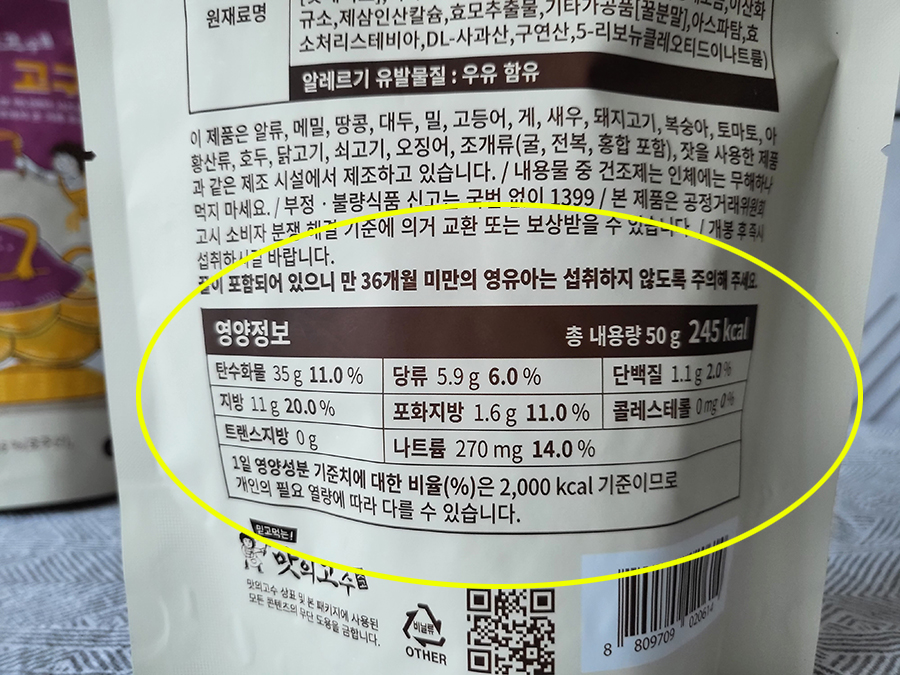 원재료명
규소,제삼인산칼슘,효모추출물,기타가공품[꿀분말],아스파탐,효
소처리스테비아,DL-사과산,구연산,5-리보뉴클레오티드이나트륨)
알레르기 유발물질 : 우유 함유
이 제품은 알류, 메밀, 땅콩, 대두, 밀, 고등어, 게, 새우, 돼지고기, 복숭아, 토마토, 아
황산류, 호두, 닭고기, 쇠고기, 오징어, 조개류(굴, 전복, 홍합 포함), 잣을 사용한 제품
과 같은 제조 시설에서 제조하고 있습니다. / 내용물 중 건조제는 인체에는 무해하나
먹지 마세요. / 부정 · 불량식품 신고는 국번 없이 1399 / 본 제품은 공정거래위원회
고시 소비자 분쟁 해결 기준에 의거 교환 또는 보상받을 수 있습니다. / 개봉 후 즉시
섭취하시길 바랍니다.
꿀이 포함되어 있으니 만 36개월 미만의 영유아는 섭취하지 않도록 주의해 주세요.
영양정보 총 내용량 50 g 245 kcal
탄수화물 35 g 11.0 % 당류 5.9 g 6.0 % 단백질 1.1 g 2.0 %
지방 11 g 20.0 % 포화지방 1.6 g 11.0 % 콜레스테롤 0 mg 0 %
트랜스지방 0 g 나트륨 270 mg 14.0 %
1일 영양성분 기준치에 대한 비율(%)은 2,000 kcal 기준이므로
개인의 필요 열량에 따라 다를 수 있습니다.
믿고먹는!
맛의고수
맛의고수 상표 및 본 패키지에 사용된
모든 콘텐츠의 무단 도용을 금합니다.
비닐류
OTHER
8 809709 020614
고구